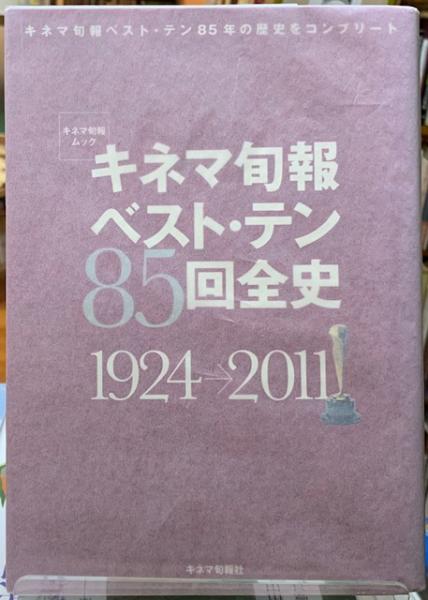 キネマ旬報ベスト・テン85年の歴史をコンプリート
キネマ旬報
ムック
キネマ旬報
ベスト・テン
85回全史
1924→2011
キネマ旬報社